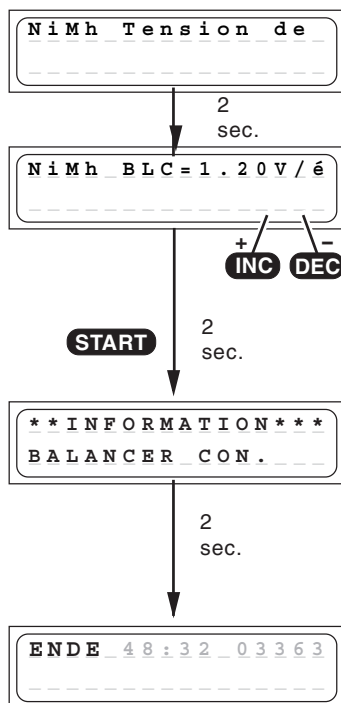 NiMh Tension de
2
sec.
NiMh BLC=1.20V/é
+ -
INC DEC
START
2
sec.
**INFORMATION***
BALANCER CON.
2
sec.
ENDE 48:32 03363